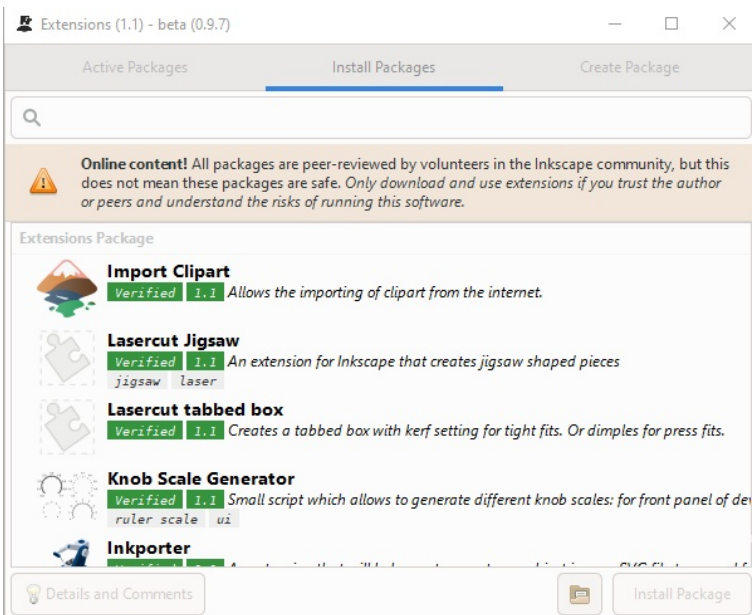 Extensions (1.1) - beta (0.9.7)
Active Packages Install Packages Create Package
Online content! All packages are peer-reviewed by volunteers in the Inkscape community, but this
does not mean these packages are safe. Only download and use extensions if you trust the author
or peers and understand the risks of running this software.
Extensions Package
Import Clipart
Verified 1.1 Allows the importing of clipart from the internet.
Lasercut Jigsaw
Verified 1.1 An extension for Inkscape that creates jigsaw shaped pieces
jigsaw laser
Lasercut tabbed box
Verified 1.1 Creates a tabbed box with kerf setting for tight fits. Or dimples for press fits.
Knob Scale Generator
Verified 1.1 Small script which allows to generate different knob scales: for front panel of
ruler scale ui
Inkporter
Details and Comments Install Package